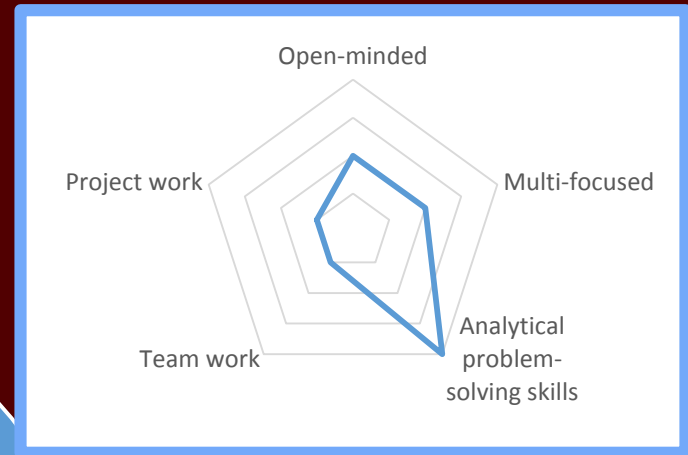 Open-minded
Project work
Multi-focused
Team work
Analytical
problem-
solving skills